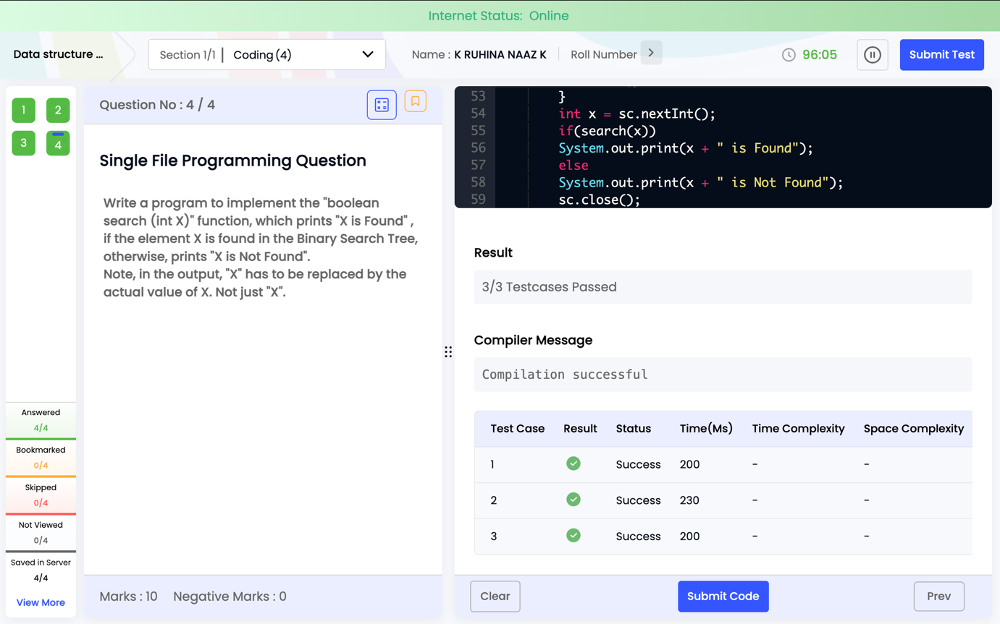 Internet Status: Online
Data structure ...
Section 1/1 | Coding (4)
Name : K RUHINA NAAZ K
Roll Number
96:05
Submit Test
1
2
3
4
Question No : 4 / 4
Single File Programming Question
Write a program to implement the "boolean
search (int X)" function, which prints "X is Found" ,
if the element X is found in the Binary Search Tree,
otherwise, prints "X is Not Found".
Note, in the output, "X" has to be replaced by the
actual value of X. Not just "X".
Answered
4/4
Bookmarked
0/4
Skipped
0/4
Not Viewed
0/4
Saved in Server
4/4
View More
Marks : 10 Negative Marks : 0
53 }
54 int x = sc.nextInt();
55 if(search(x))
56 System.out.print(x + " is Found");
57 else
58 System.out.print(x + " is Not Found");
59 sc.close();
Result
3/3 Testcases Passed
Compiler Message
Compilation successful
Test Case Result Status Time(Ms) Time Complexity Space Complexity
1 Success 200 - -
2 Success 230 - -
3 Success 200 - -
Clear
Submit Code
Prev